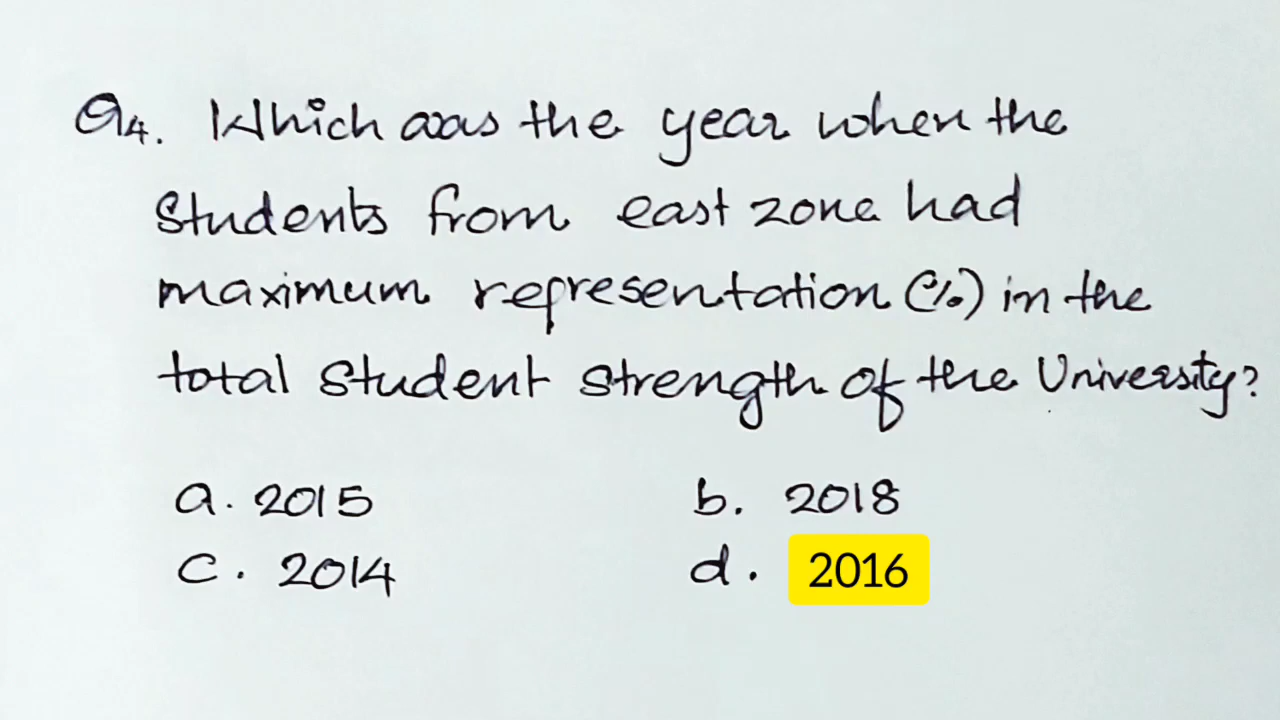 Q4. Which was the year when the
students from east zone had
maximum representation (%) in the
total student strength of the University?
a. 2015 b. 2018
c. 2014 d. 2016